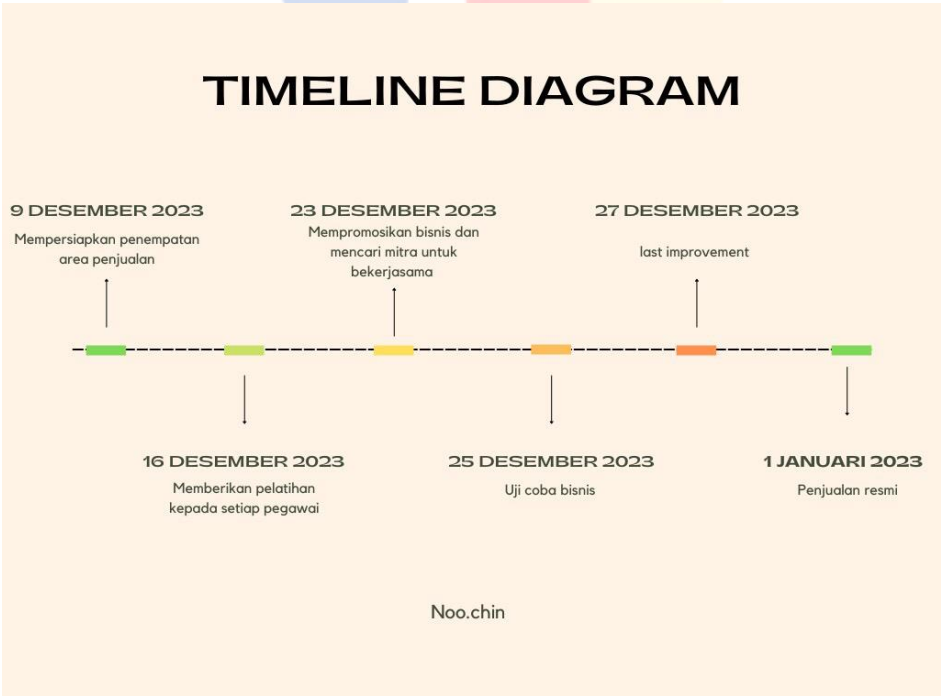 TIMELINE DIAGRAM
9 DESEMBER 2023
Mempersiapkan penempatan
area penjualan
23 DESEMBER 2023
Mempromosikan bisnis dan
mencari mitra untuk
bekerjasama
27 DESEMBER 2023
last improvement
16 DESEMBER 2023
Memberikan pelatihan
kepada setiap pegawai
25 DESEMBER 2023
Uji coba bisnis
1 JANUARI 2023
Penjualan resmi
Noo.chin